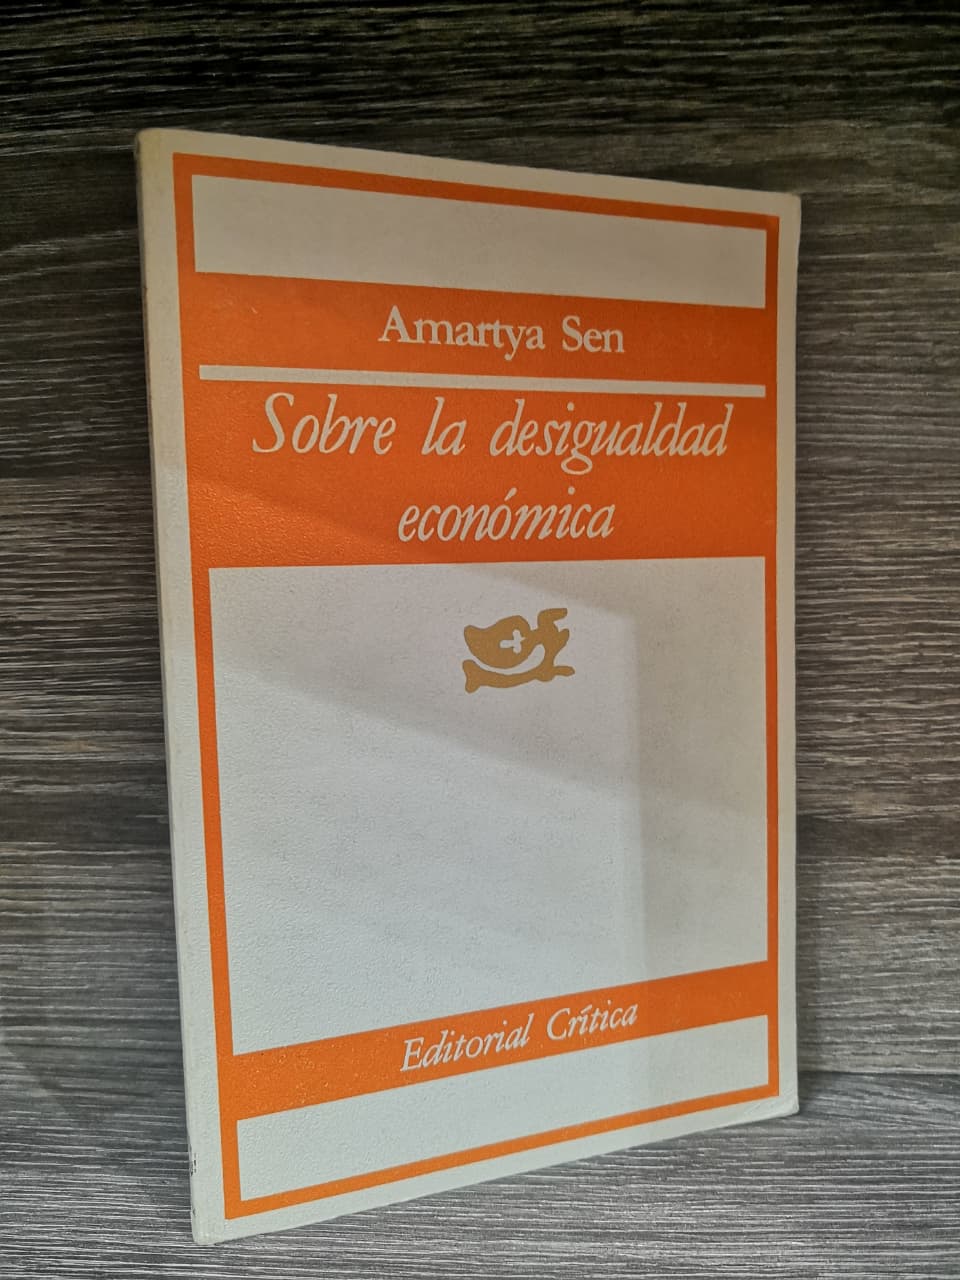 Amartya Sen
Sobre la desigualdad
económica
Editorial Crítica